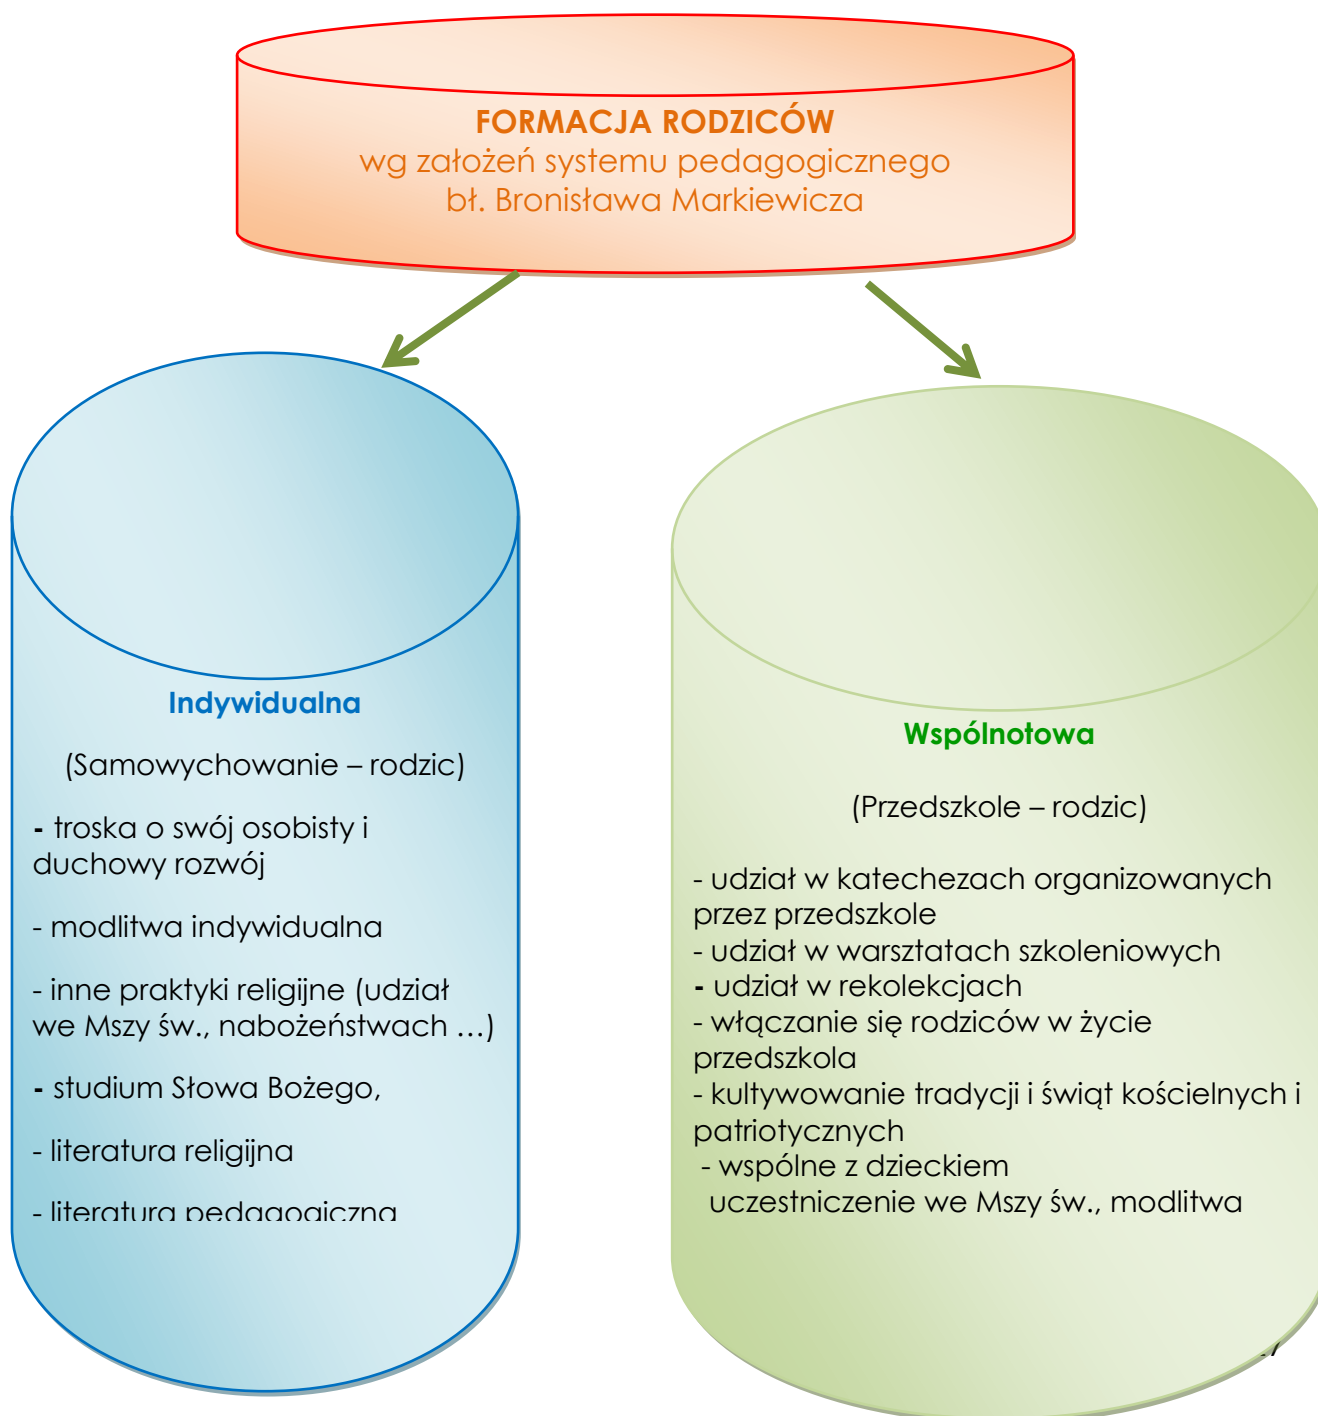 FORMACJA RODZICÓW
wg założeń systemu pedagogicznego
bł. Bronisława Markiewicza
Indywidualna
(Samowychowanie – rodzic)
- troska o swój osobisty i
duchowy rozwój
- modlitwa indywidualna
- inne praktyki religijne (udział
we Mszy św., nabożeństwach …)
- studium Słowa Bożego,
- literatura religijna
- literatura pedagogiczna
Wspólnotowa
(Przedszkole – rodzic)
- udział w katechezach organizowanych
przez przedszkole
- udział w warsztatach szkoleniowych
- udział w rekolekcjach
- włączanie się rodziców w życie
przedszkola
- kultywowanie tradycji i świąt kościelnych i
patriotycznych
- wspólne z dzieckiem
uczestniczenie we Mszy św., modlitwa